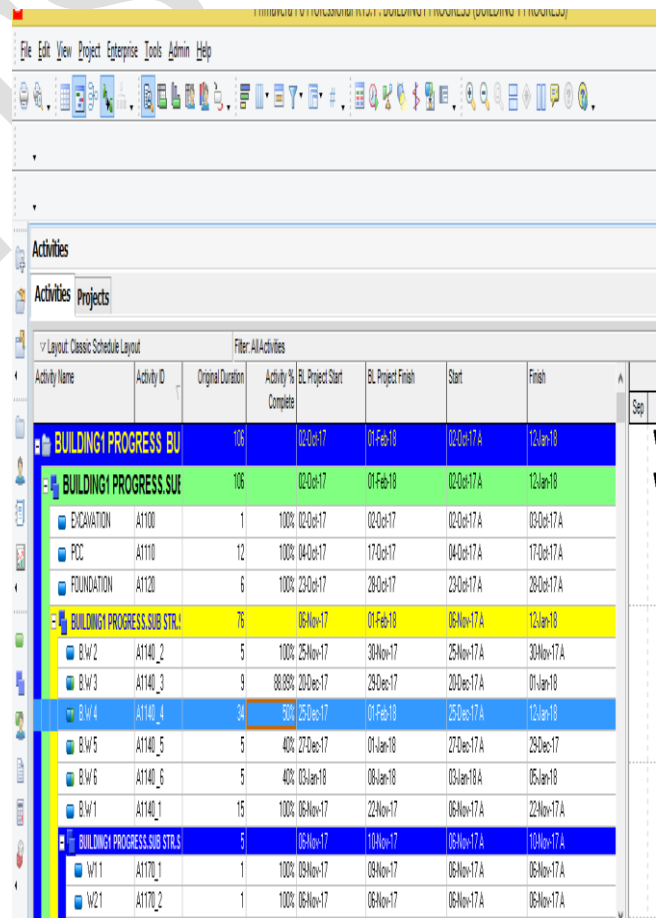 File Edit View Project Enterprise Tools Admin Help
Activities
Activities Projects
Layout: Classic Schedule Layout Filter: All Activities
Activity Name Activity ID Original Duration Activity % Complete BL Project Start BL Project Finish Start Finish
Sep
BUILDING1 PROGRESS BU 106 02-Oct-17 01-Feb-18 02-Oct-17 A 12-Jan-18
BUILDING1 PROGRESS.SUE 106 02-Oct-17 01-Feb-18 02-Oct-17 A 12-Jan-18
EXCAVATION A1100 1 100% 02-Oct-17 02-Oct-17 02-Oct-17 A 03-Oct-17 A
PCC A1110 12 100% 04-Oct-17 17-Oct-17 04-Oct-17 A 17-Oct-17 A
FOUNDATION A1120 6 100% 23-Oct-17 28-Oct-17 23-Oct-17 A 28-Oct-17 A
BUILDING1 PROGRESS.SUB STR.S 76 06-Nov-17 01-Feb-18 06-Nov-17 A 12-Jan-18
B.W 2 A1140_2 5 100% 25-Nov-17 30-Nov-17 25-Nov-17 A 30-Nov-17 A
B.W 3 A1140_3 9 88.89% 20-Dec-17 29-Dec-17 20-Dec-17 A 01-Jan-18
B.W 4 A1140_4 34 50% 25-Dec-17 01-Feb-18 25-Dec-17 A 12-Jan-18
B.W 5 A1140_5 5 40% 27-Dec-17 01-Jan-18 27-Dec-17 A 29-Dec-17
B.W 6 A1140_6 5 40% 03-Jan-18 08-Jan-18 03-Jan-18 A 05-Jan-18
B.W 1 A1140_1 15 100% 06-Nov-17 22-Nov-17 06-Nov-17 A 22-Nov-17 A
BUILDING1 PROGRESS.SUB STR.S 5 06-Nov-17 10-Nov-17 06-Nov-17 A 10-Nov-17 A
W1 1 A1170_1 1 100% 09-Nov-17 09-Nov-17 06-Nov-17 A 06-Nov-17 A
W2 1 A1170_2 1 100% 06-Nov-17 06-Nov-17 06-Nov-17 A 06-Nov-17 A